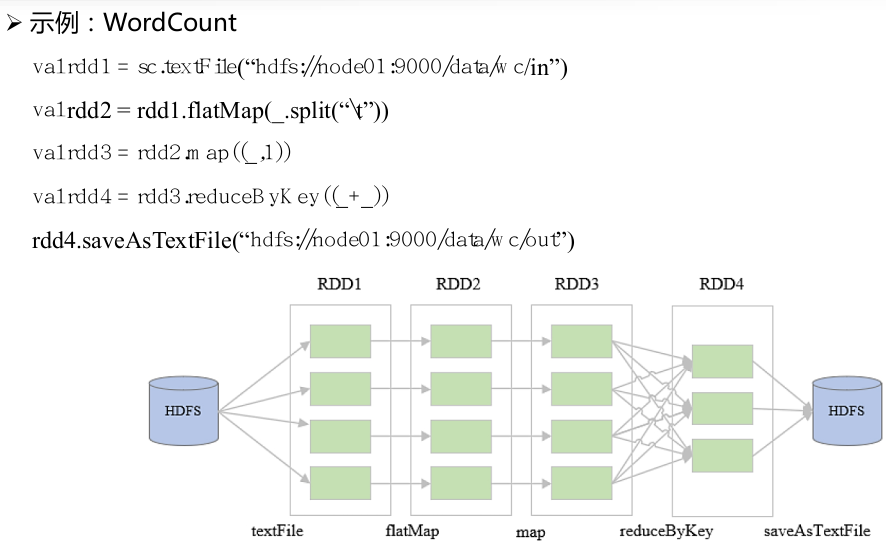 ➢ 示例：WordCount
val rdd1 = sc.textFile(“hdfs://node01:9000/data/wc/in”)
val rdd2 = rdd1.flatMap(_.split(“\t”))
val rdd3 = rdd2.map((_,1))
val rdd4 = rdd3.reduceByKey((_+_))
rdd4.saveAsTextFile(“hdfs://node01:9000/data/wc/out”)
RDD1 RDD2 RDD3 RDD4
HDFS HDFS
textFile flatMap map reduceByKey saveAsTextFile